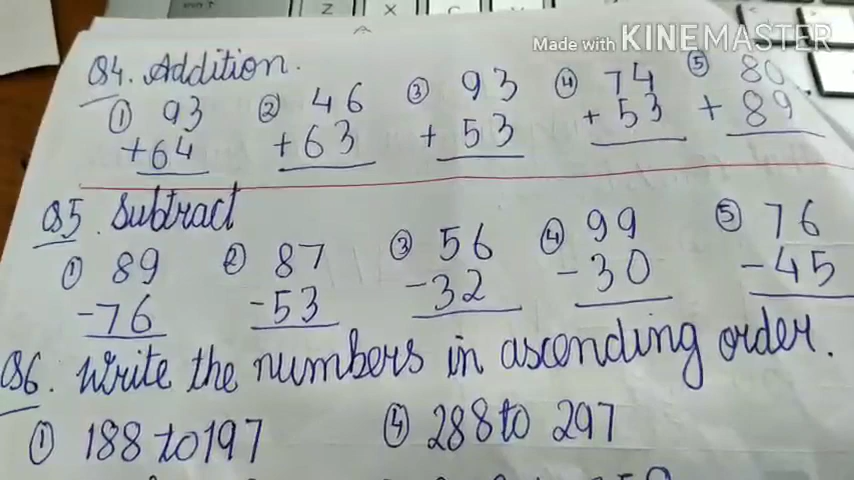 Made with KINEMASTER
Q4. Addition.
① 93 ② 46 ③ 93 ④ 74 ⑤ 80
+64 +63 +53 +53 +89
Q5. Subtract
① 89 ② 87 ③ 56 ④ 99 ⑤ 76
-76 -53 -32 -30 -45
Q6. Write the numbers in ascending order.
① 188 to 197 ④ 288 to 297